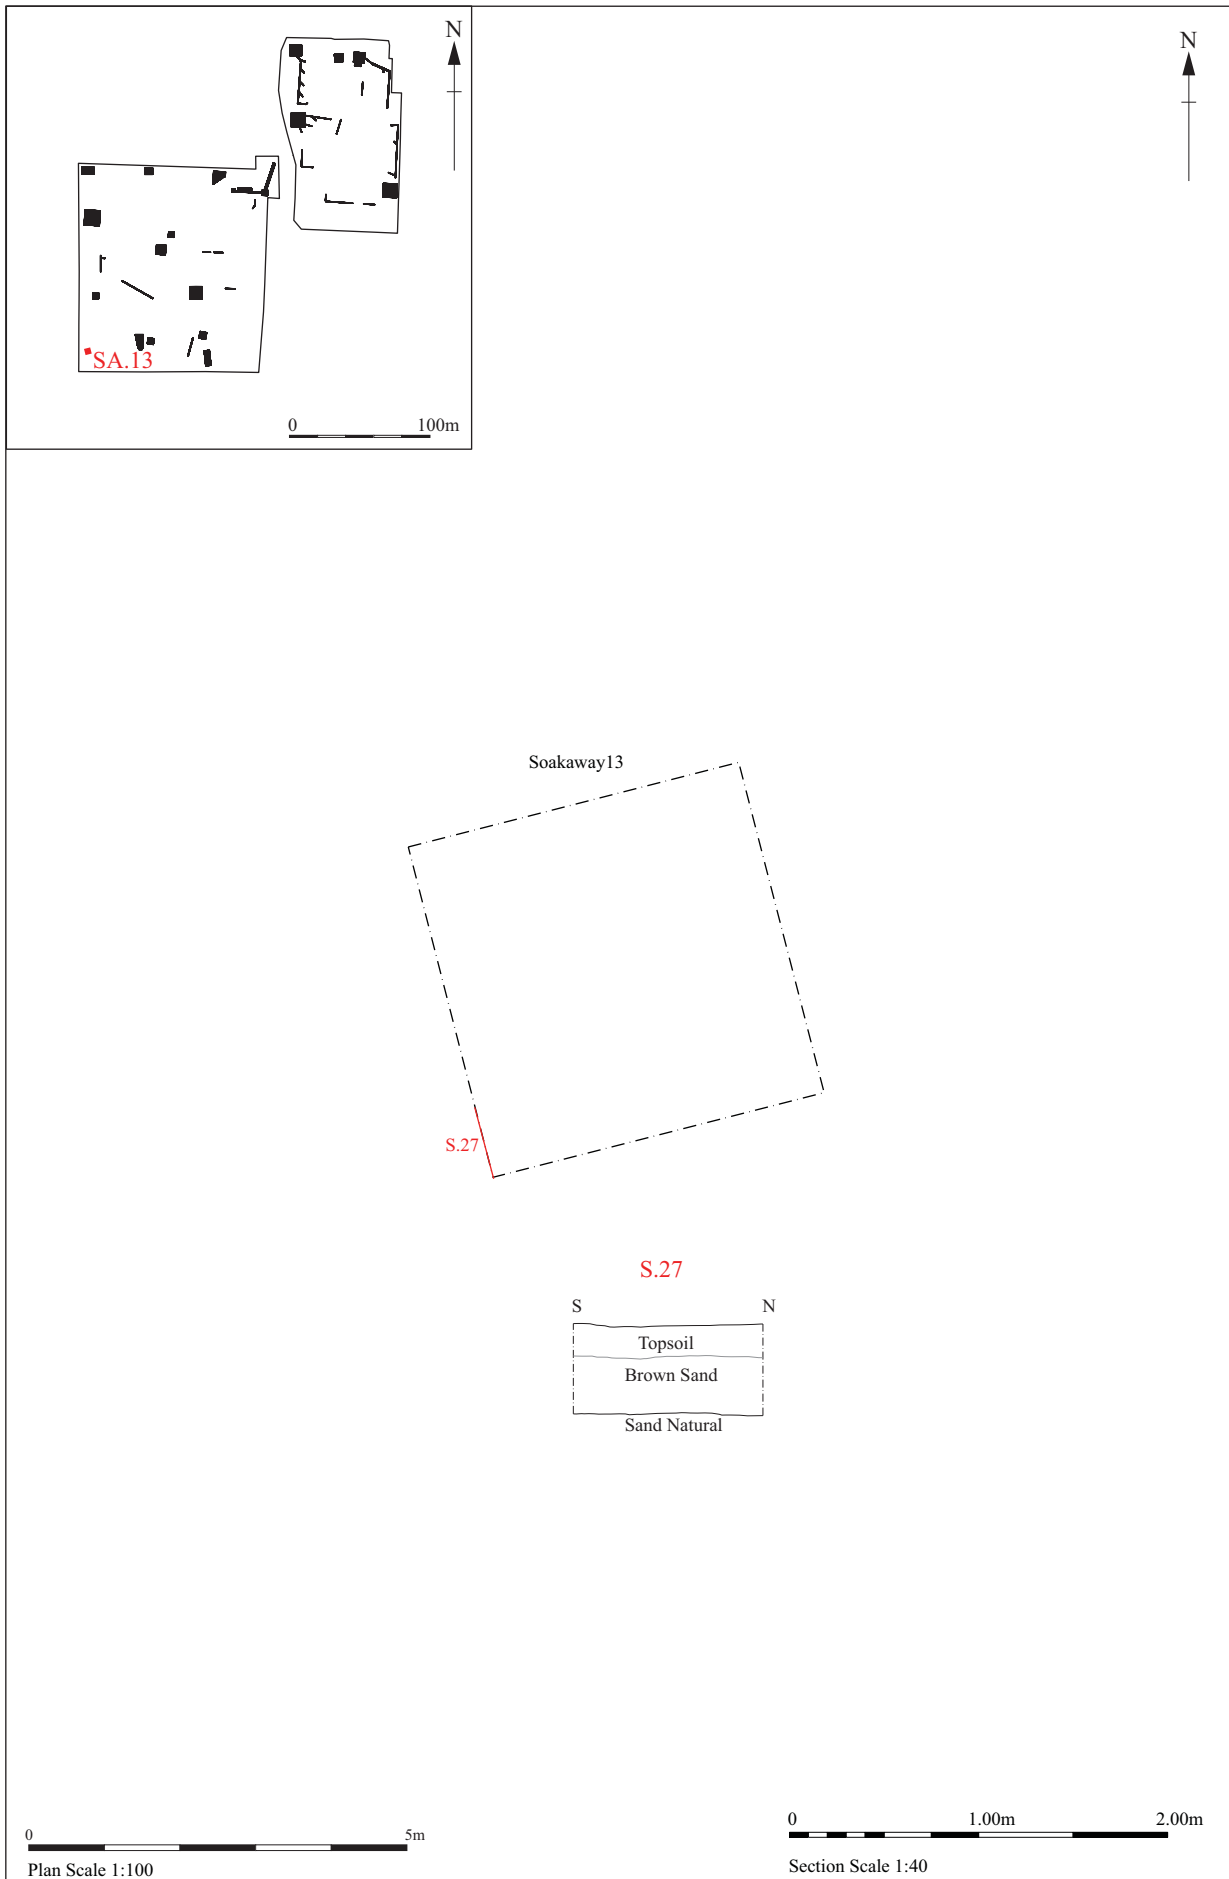 N
N
SA.13
0 100m
Soakaway13
S.27
S.27
S N
Topsoil
Brown Sand
Sand Natural
0 5m
Plan Scale 1:100
0 1.00m 2.00m
Section Scale 1:40